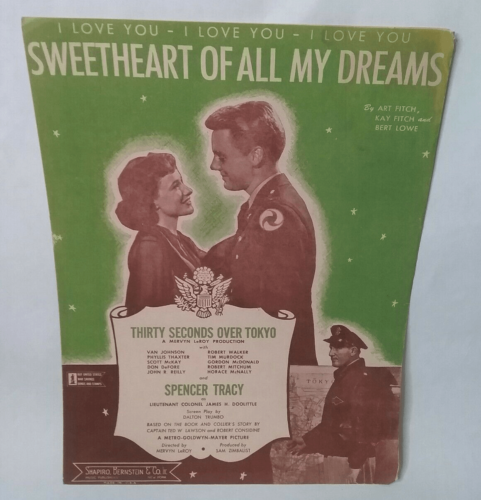 I LOVE YOU - I LOVE YOU - I LOVE YOU
SWEETHEART OF ALL MY DREAMS
By ART FITCH,
KAY FITCH and
BERT LOWE
THIRTY SECONDS OVER TOKYO
A MERVYN LeROY PRODUCTION
with
VAN JOHNSON
PHYLLIS THAXTER
SCOTT McKAY
DON DeFORE
JOHN R. REILLY
ROBERT WALKER
TIM MURDOCK
GORDON McDONALD
ROBERT MITCHUM
HORACE McNALLY
and
SPENCER TRACY
as
LIEUTENANT COLONEL JAMES H. DOOLITTLE
Screen Play by
DALTON TRUMBO
BASED ON THE BOOK AND COLLIER'S STORY BY
CAPTAIN TED W. LAWSON and ROBERT CONSIDINE
A METRO-GOLDWYN-MAYER PICTURE
Directed by
MERVYN LeROY
Produced by
SAM ZIMBALIST
SHAPIRO, BERNSTEIN & CO. INC.